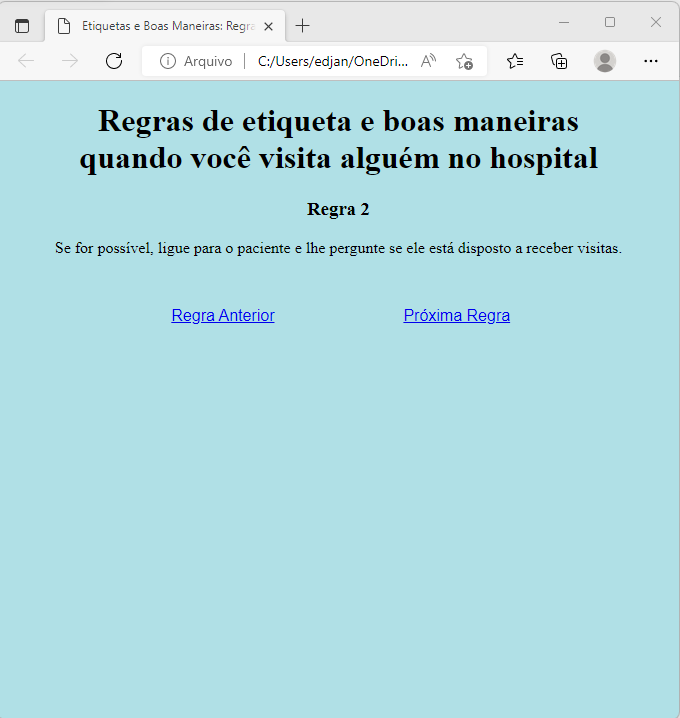 Etiquetas e Boas Maneiras: Regra
Arquivo
C:/Users/edjan/OneDri...
Regras de etiqueta e boas maneiras
quando você visita alguém no hospital
Regra 2
Se for possível, ligue para o paciente e lhe pergunte se ele está disposto a receber visitas.
Regra Anterior
Próxima Regra